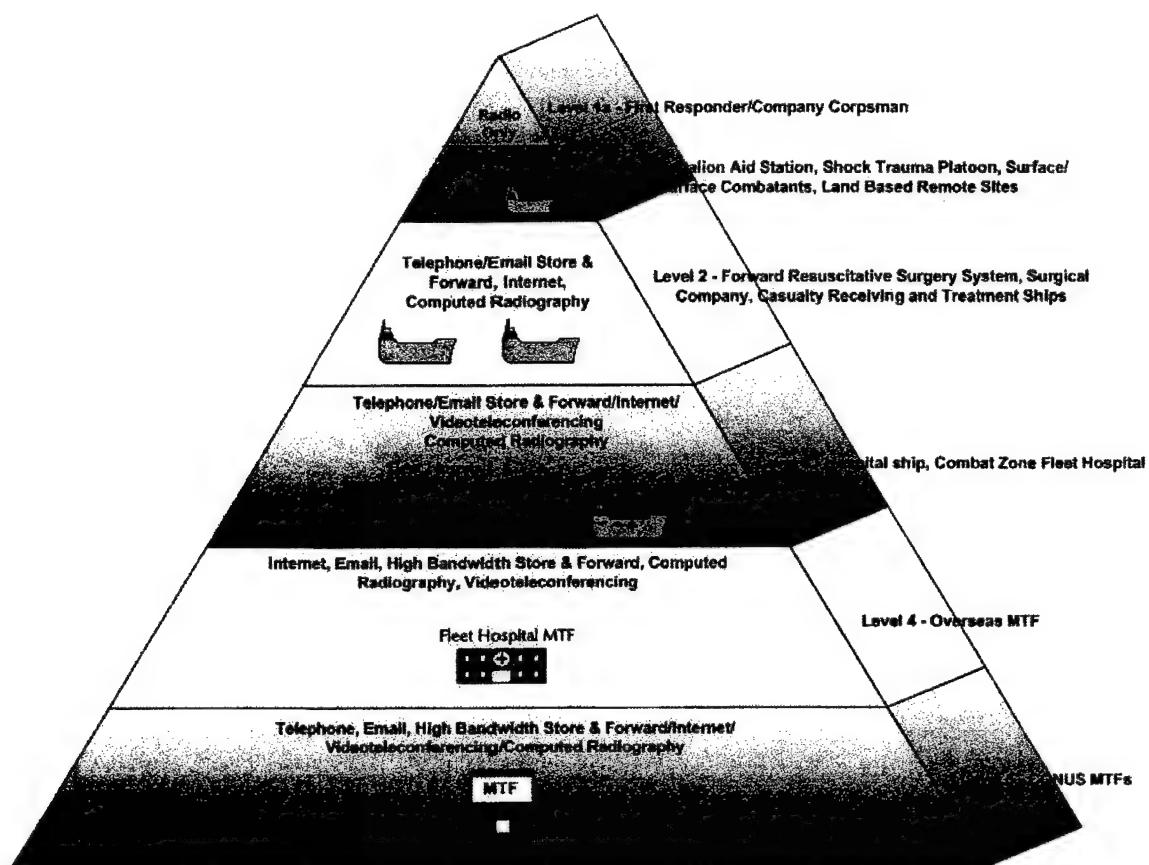 Radio
Only
Level 1a - First Responder/Company Corpsman
Aid Station, Shock Trauma Platoon, Surface/
Combatants, Land Based Remote Sites
Telephone/Email Store &
Forward, Internet,
Computed Radiography
Level 2 - Forward Resuscitative Surgery System, Surgical
Company, Casualty Receiving and Treatment Ships
Telephone/Email Store & Forward/Internet/
Videoteleconferencing
Computed Radiography
ship, Combat Zone Fleet Hospital
Internet, Email, High Bandwidth Store & Forward, Computed
Radiography, Videoteleconferencing
Fleet Hospital MTF
Level 4 - Overseas MTF
Telephone, Email, High Bandwidth Store & Forward/Internet/
Videoteleconferencing/Computed Radiography
MTF
MTFs